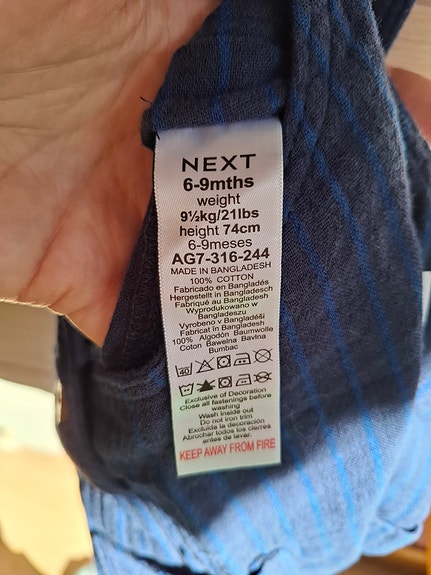 NEXT
6-9mths
weight
9½kg/21lbs
height 74cm
6-9meses
AG7-316-244
MADE IN BANGLADESH
100% COTTON
Fabricado en Bangladés
Hergestellt in Bangladesch
Fabriqué au Bangladesh
Wyprodukowano w
Bangladeszu
Vyrobeno v Bangladéši
Fabricat în Bangladesh
100% Algodón Baumwolle
Coton Bawełna Bavlna
Bumbac
40
Exclusive of Decoration
Close all fastenings before
washing
Wash inside out
Do not iron trim
Excluida la decoración
Abrochar todos los cierres
antes de lavar.
KEEP AWAY FROM FIRE